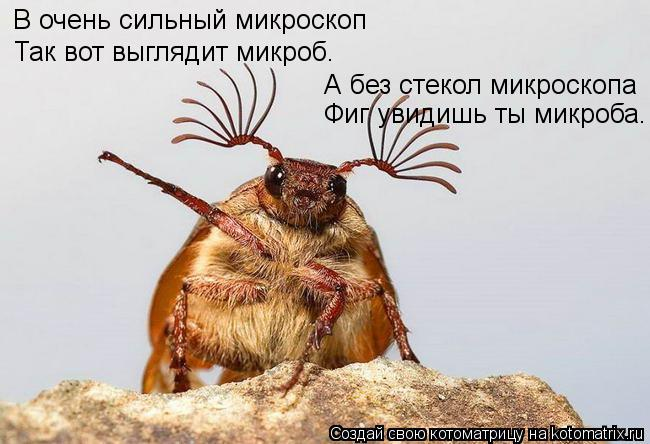 В очень сильный микроскоп
Так вот выглядит микроб.
А без стекол микроскопа
Фиг увидишь ты микроба.
Создай свою котоматрицу на kotomatrix.ru